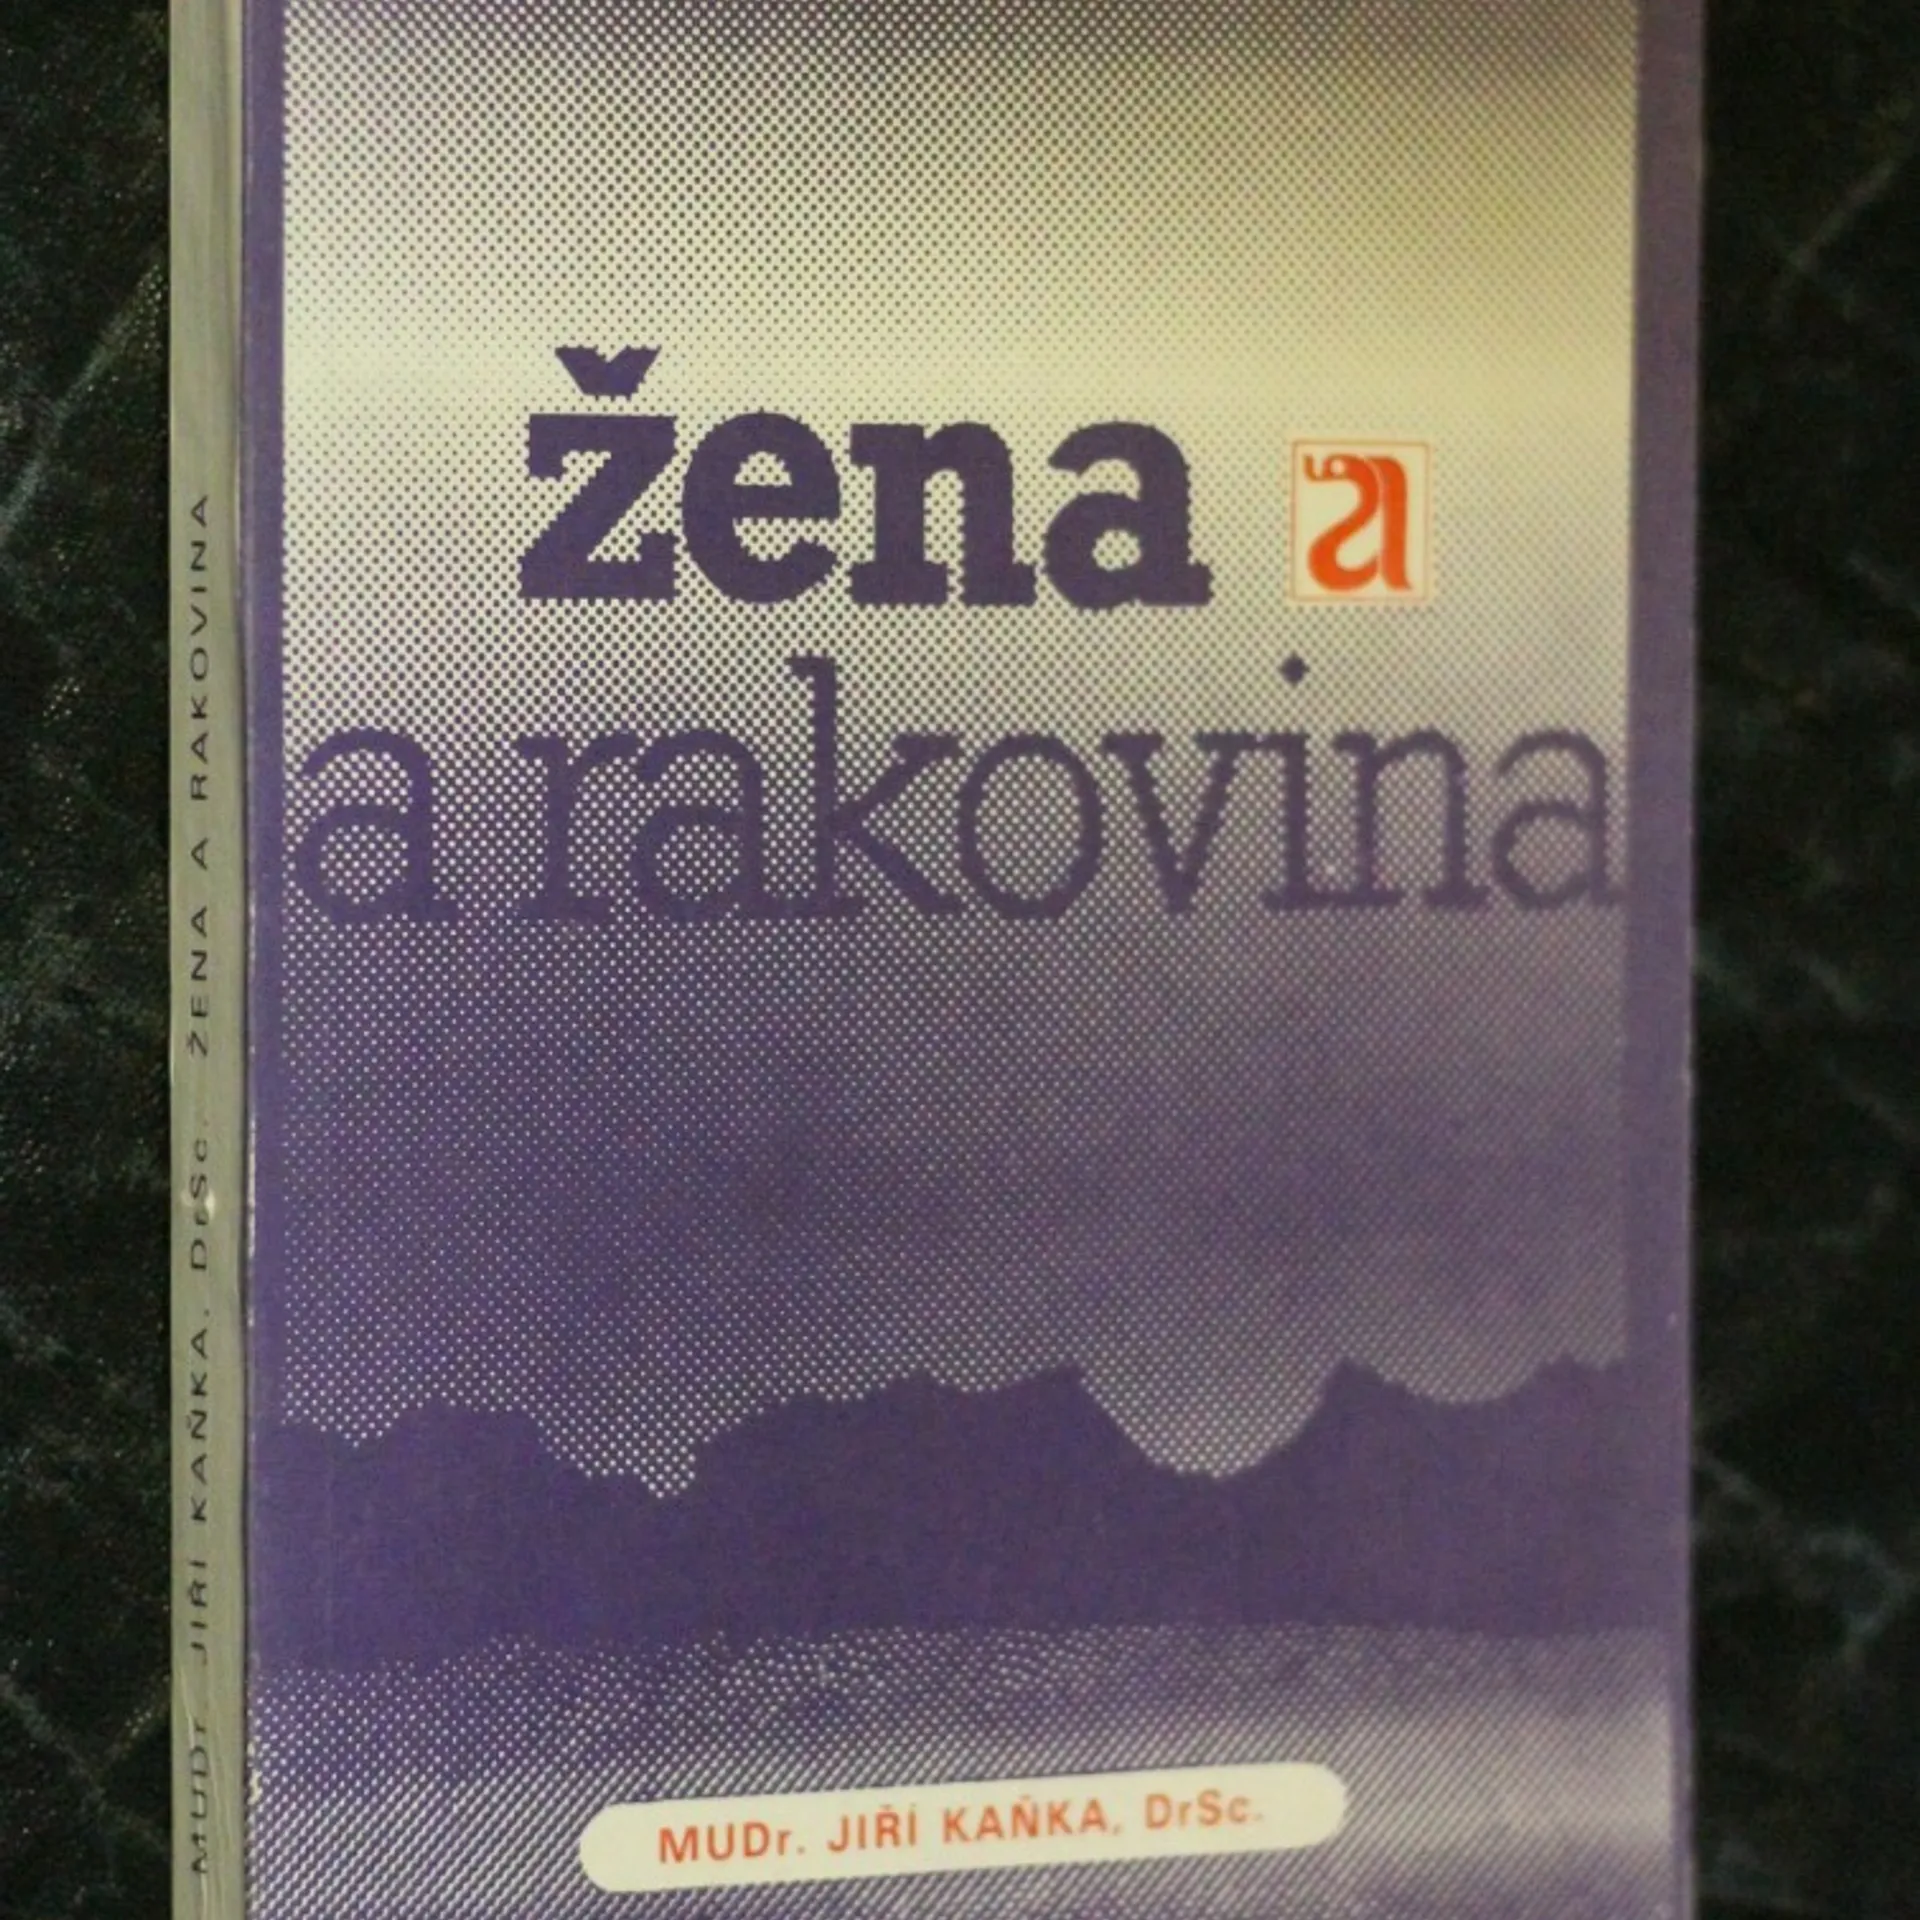 žena
a rakovina
MUDr. JIŘÍ KAŇKA, DrSc.
MUDr. JIŘÍ KAŇKA, DrSc. ŽENA A RAKOVINA